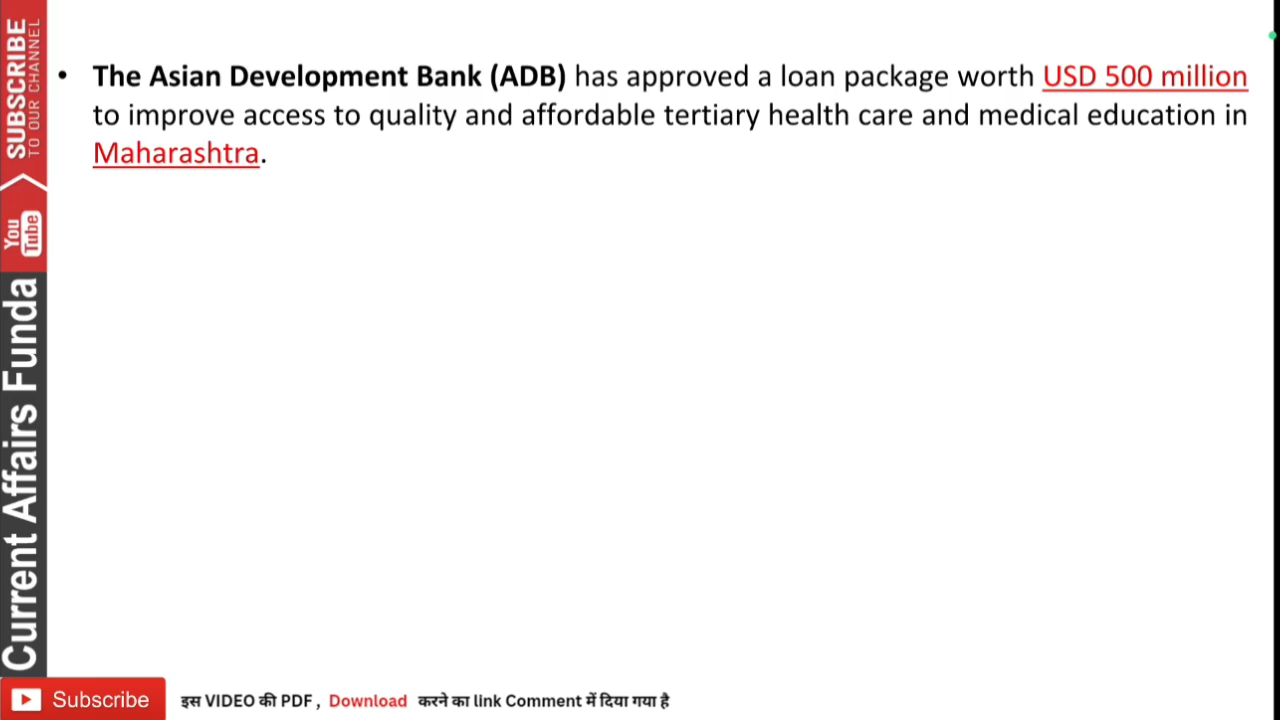 • The Asian Development Bank (ADB) has approved a loan package worth USD 500 million
to improve access to quality and affordable tertiary health care and medical education in
Maharashtra.
SUBSCRIBE
TO OUR CHANNEL
You Tube
Current Affairs Funda
Subscribe
इस VIDEO की PDF , Download करने का link Comment में दिया गया है